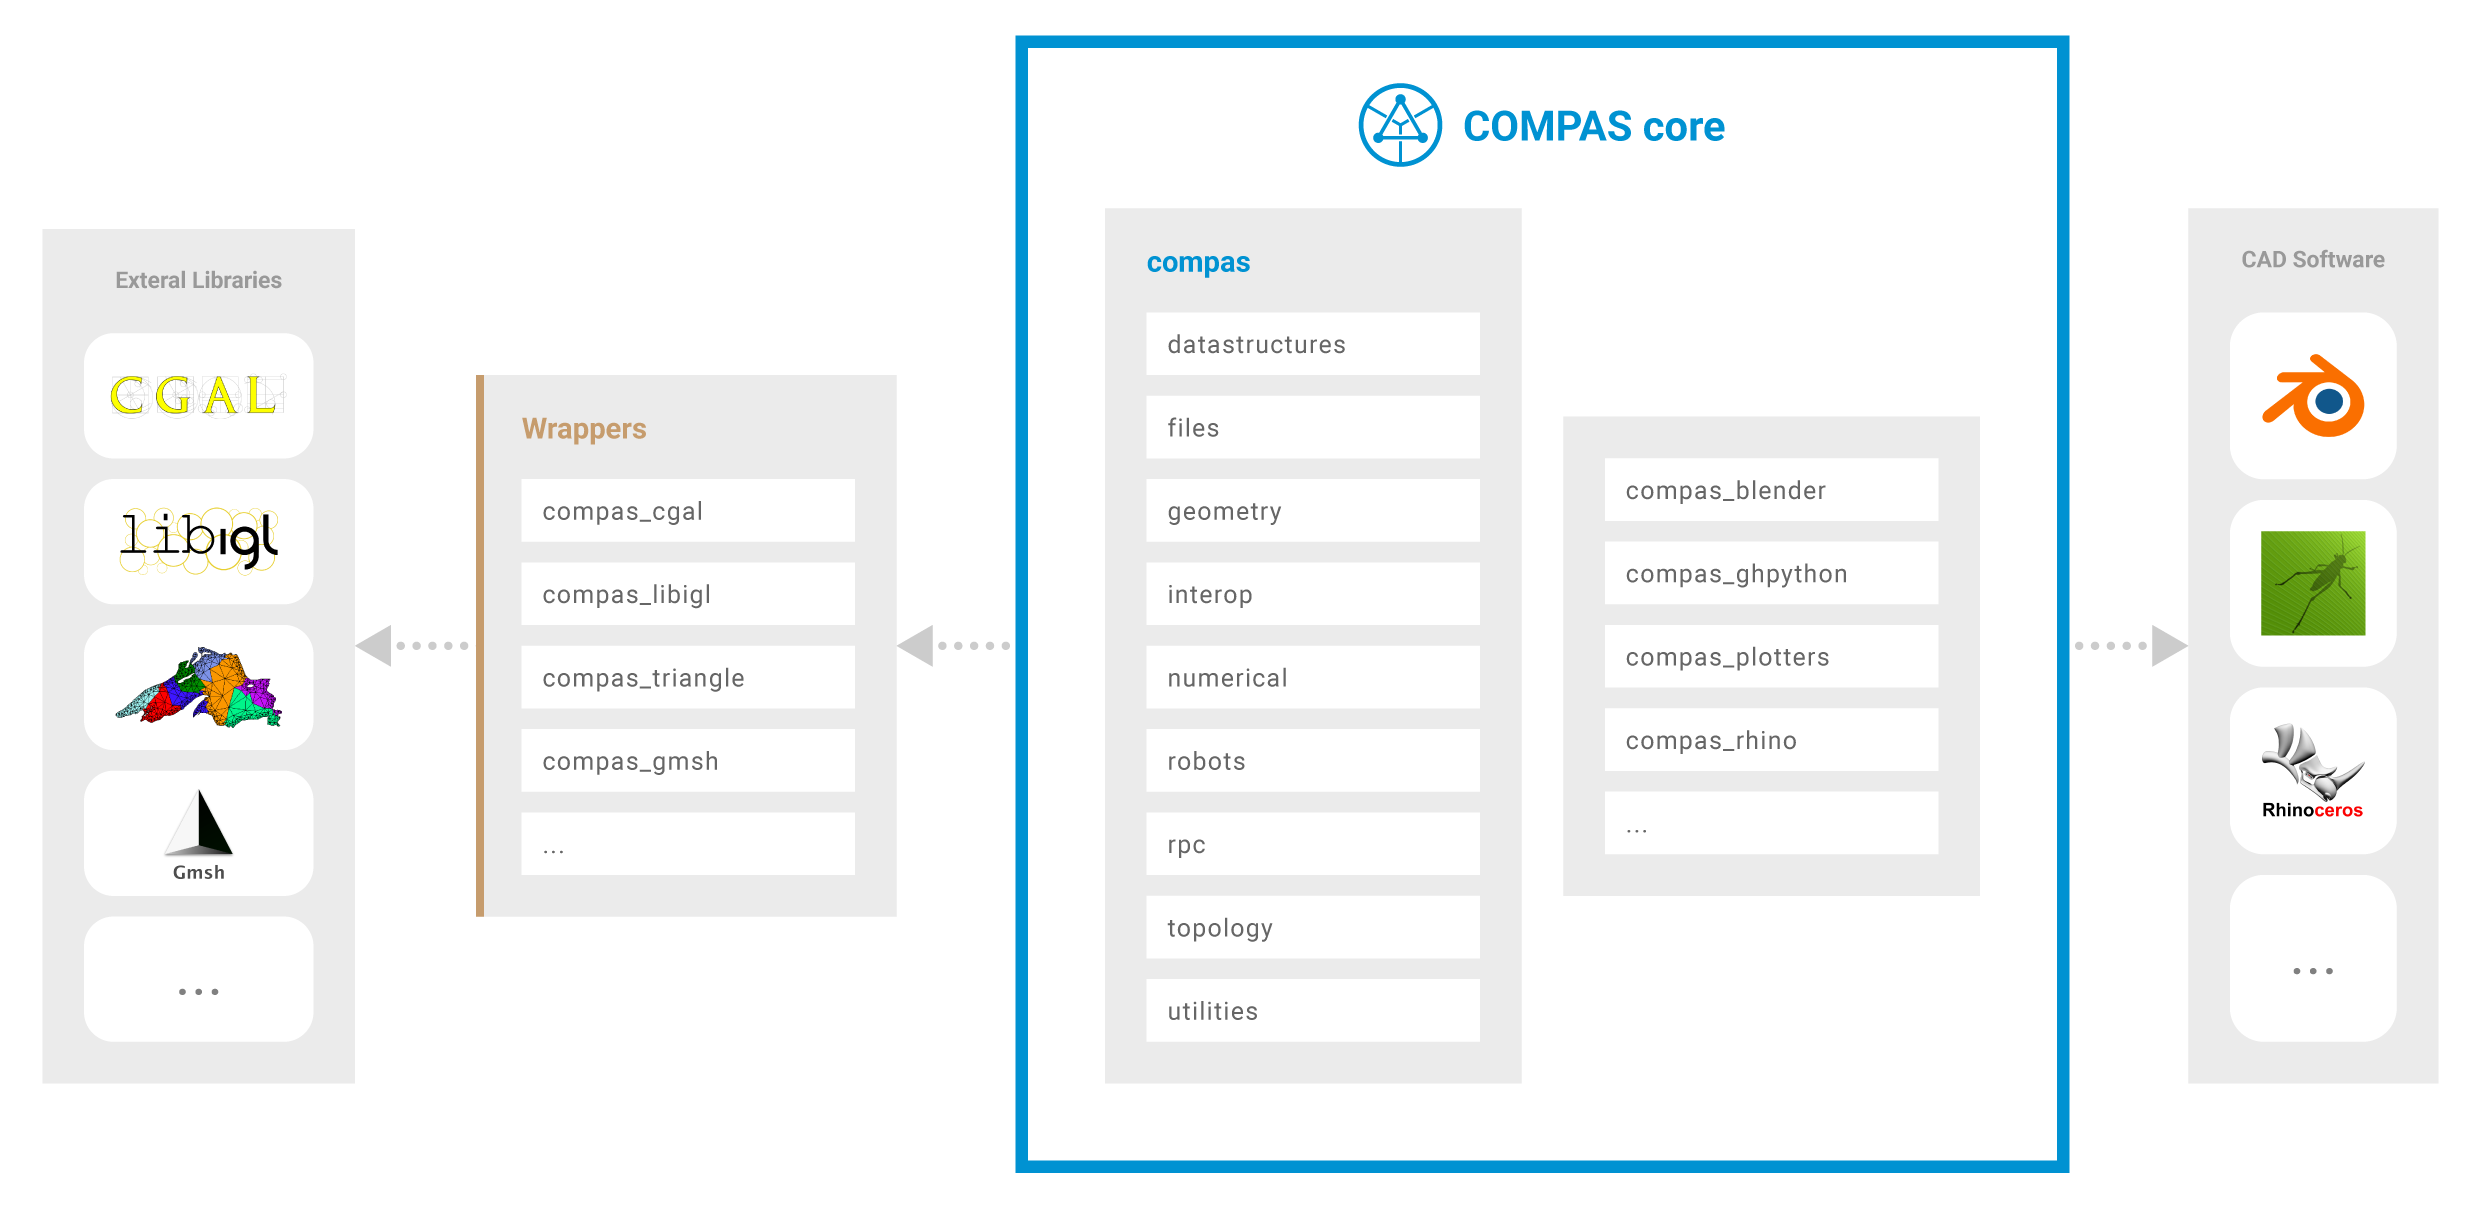 COMPAS core
Exteral Libraries
CGAL
libigl
Gmsh
...
Wrappers
compas_cgal
compas_libigl
compas_triangle
compas_gmsh
...
compas
datastructures
files
geometry
interop
numerical
robots
rpc
topology
utilities
compas_blender
compas_ghpython
compas_plotters
compas_rhino
...
CAD Software
Rhinoceros
...